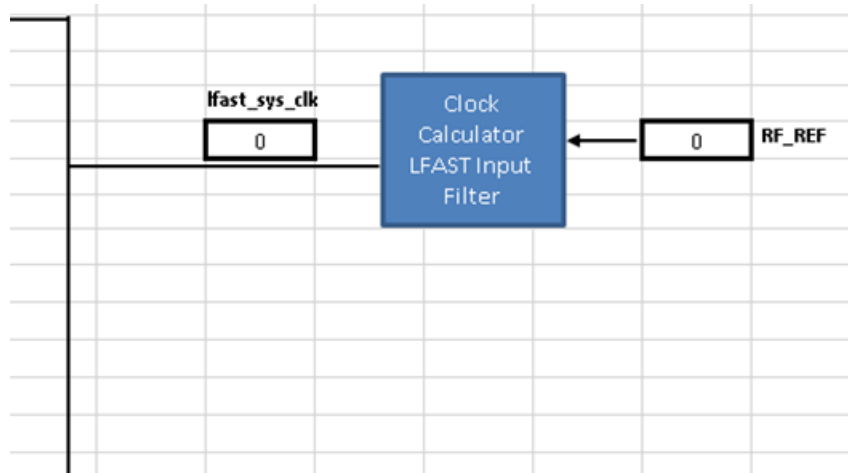 lfast_sys_clk
0
Clock
Calculator
LFAST Input
Filter
0
RF_REF